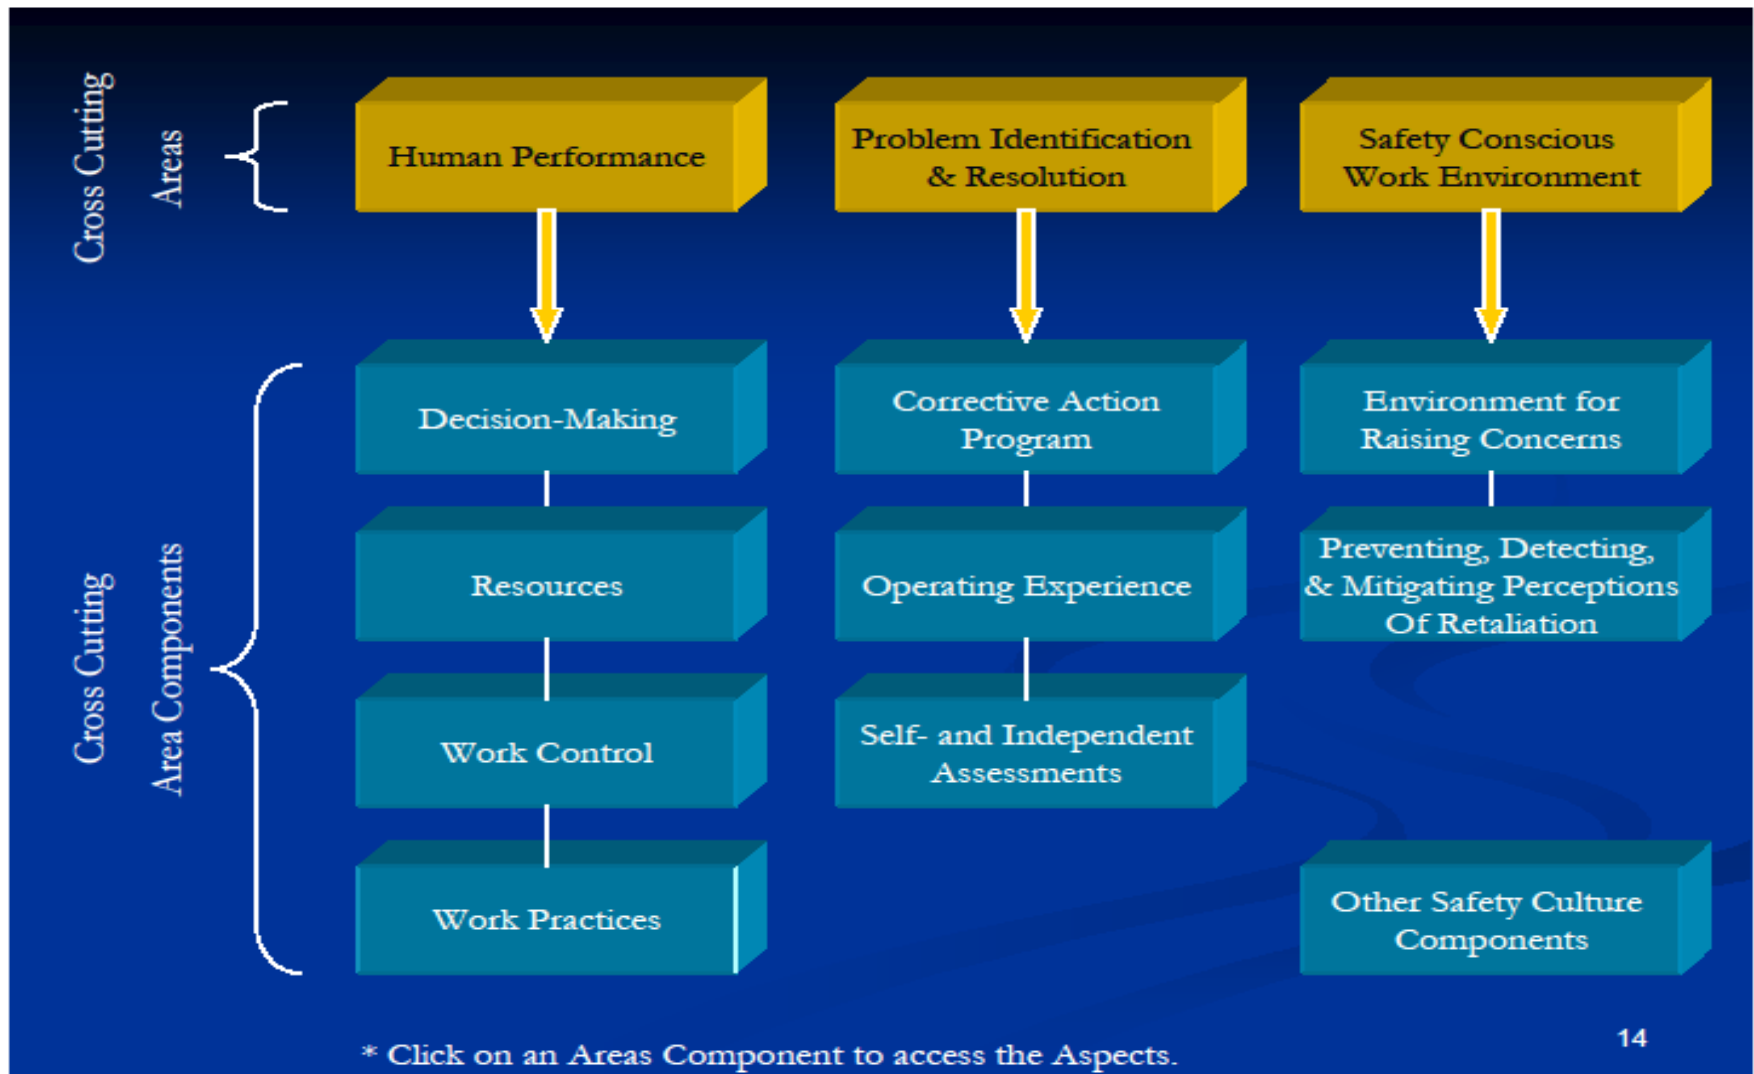 Cross Cutting
Areas
Human Performance
Problem Identification
& Resolution
Safety Conscious
Work Environment
Cross Cutting
Area Components
Decision-Making
Resources
Work Control
Work Practices
Corrective Action
Program
Operating Experience
Self- and Independent
Assessments
Environment for
Raising Concerns
Preventing, Detecting,
& Mitigating Perceptions
Of Retaliation
Other Safety Culture
Components
* Click on an Areas Component to access the Aspects.
14